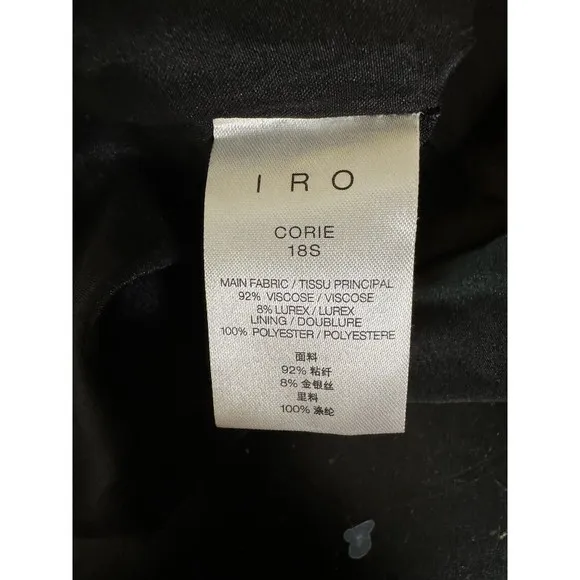 I R O
CORIE
18S
MAIN FABRIC / TISSU PRINCIPAL
92% VISCOSE / VISCOSE
8% LUREX / LUREX
LINING / DOUBLURE
100% POLYESTER / POLYESTERE
面料
92% 粘纤
8% 金银丝
里料
100% 涤纶